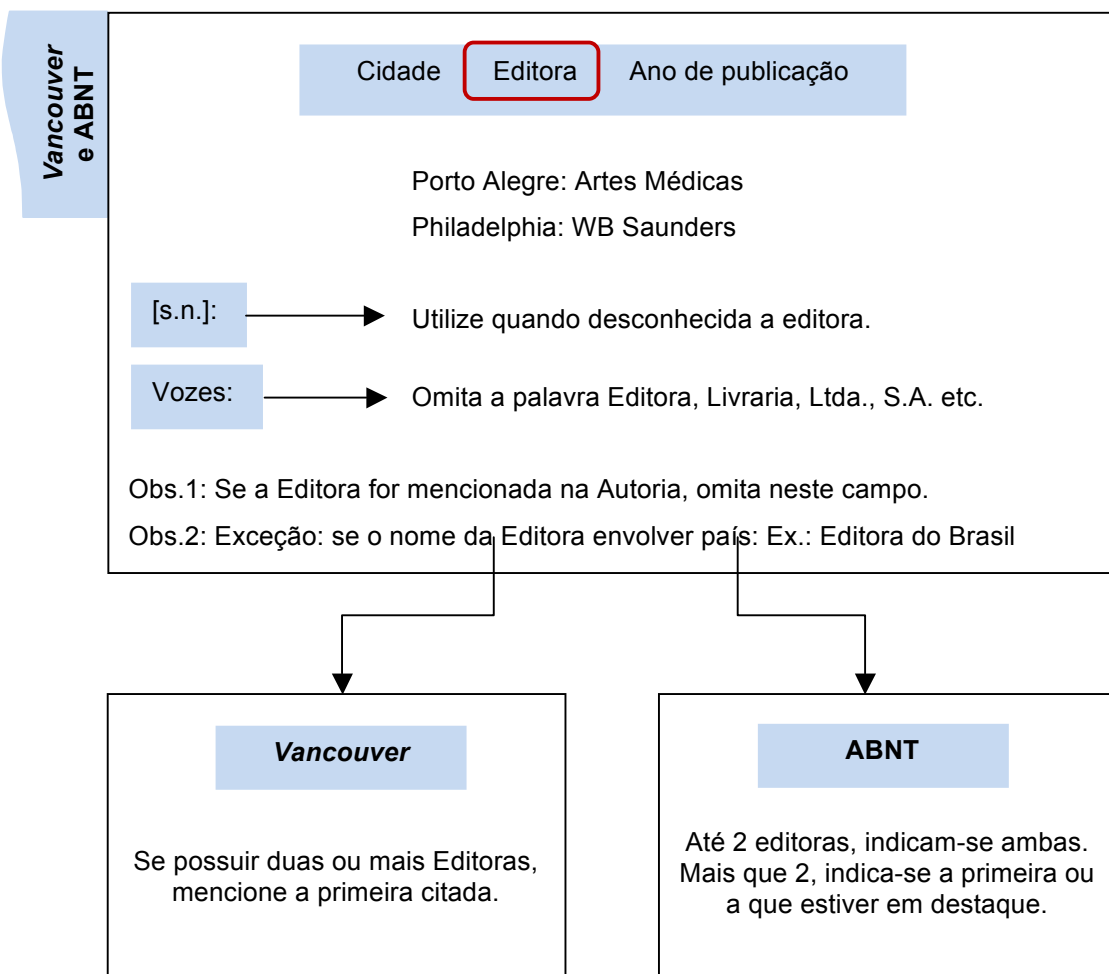 Vancouver
e ABNT
Cidade Editora Ano de publicação
Porto Alegre: Artes Médicas
Philadelphia: WB Saunders
[s.n.]: Utilize quando desconhecida a editora.
Vozes: Omita a palavra Editora, Livraria, Ltda., S.A. etc.
Obs.1: Se a Editora for mencionada na Autoria, omita neste campo.
Obs.2: Exceção: se o nome da Editora envolver país: Ex.: Editora do Brasil
Vancouver
Se possuir duas ou mais Editoras,
mencione a primeira citada.
ABNT
Até 2 editoras, indicam-se ambas.
Mais que 2, indica-se a primeira ou
a que estiver em destaque.